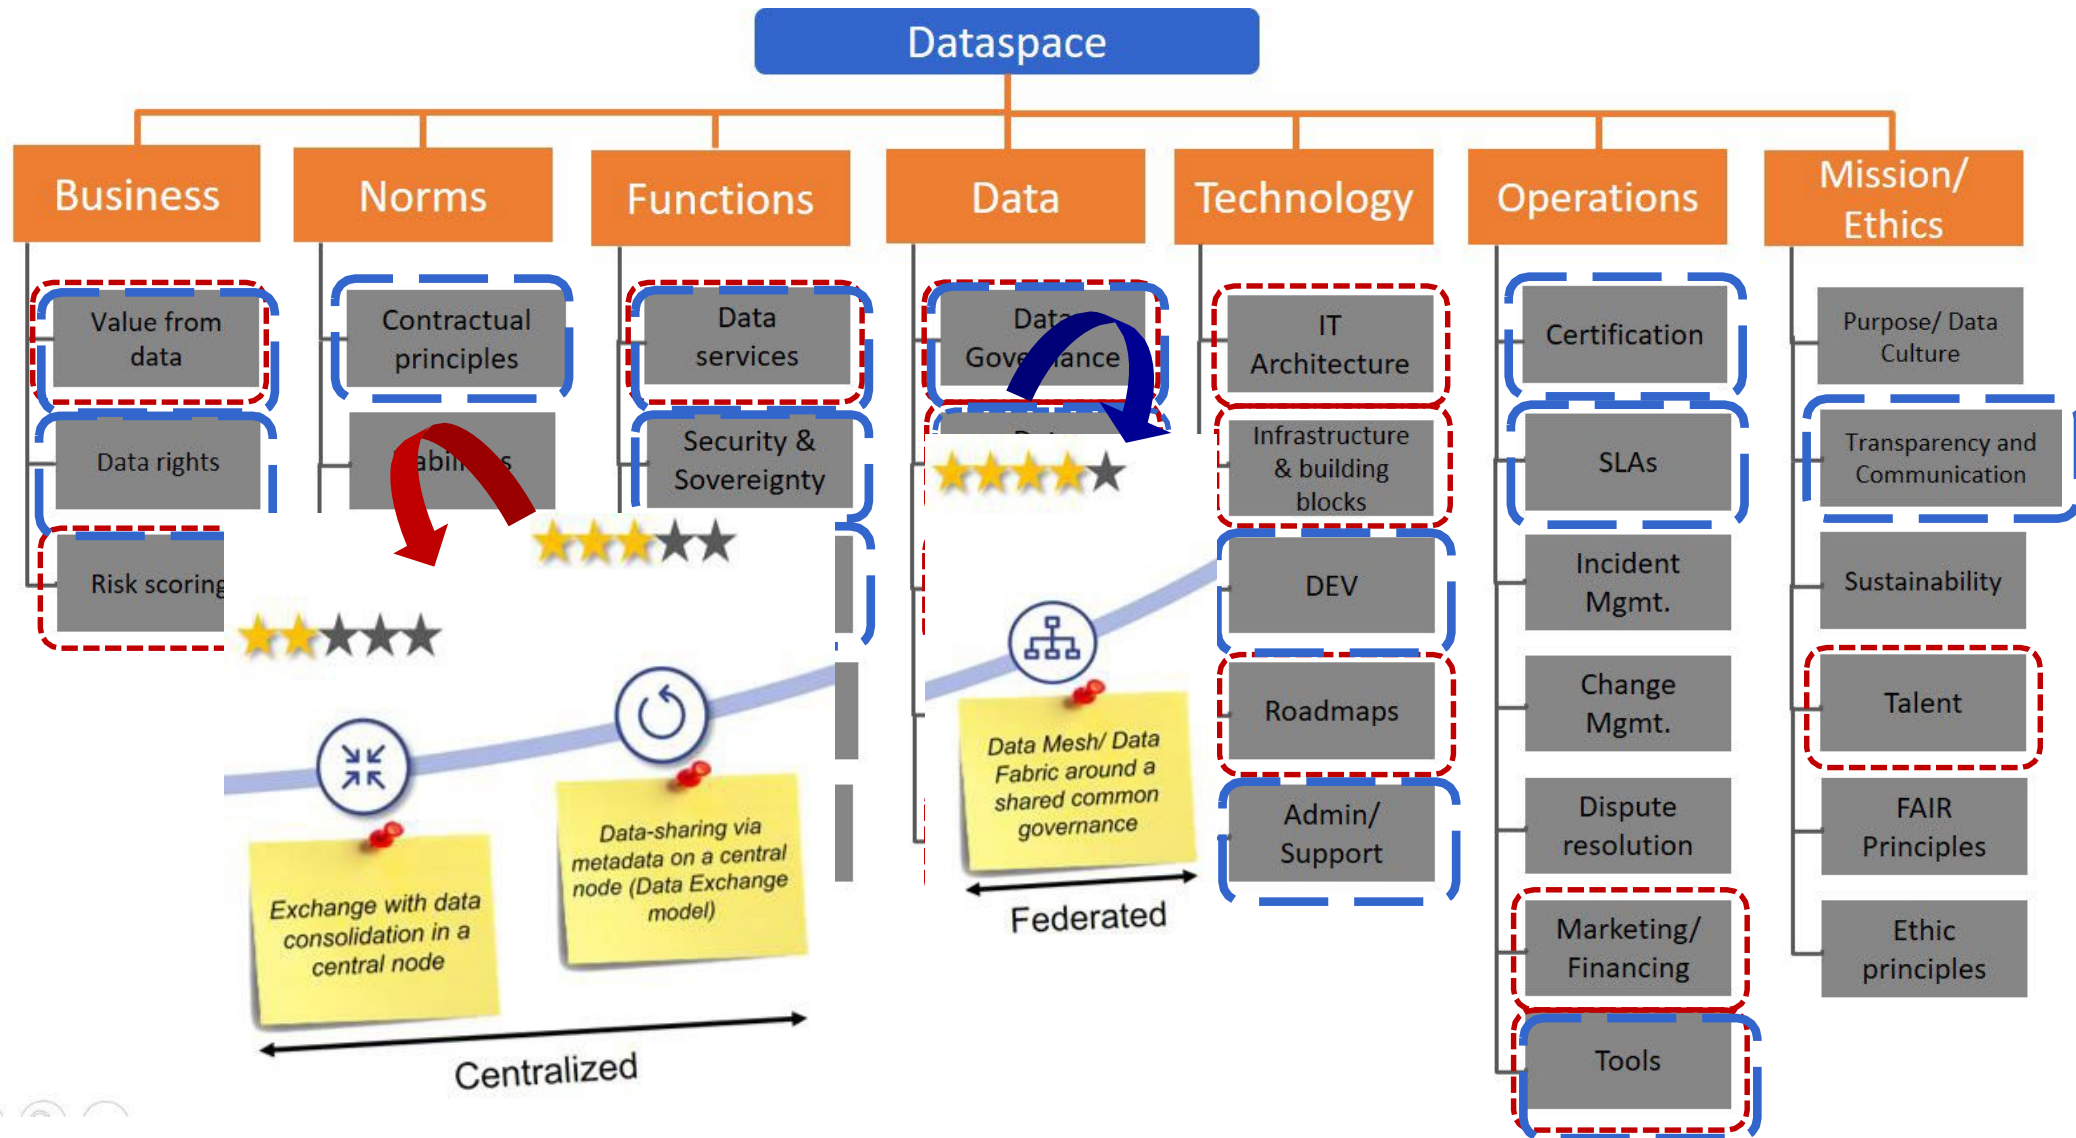 Dataspace
Business
Norms
Functions
Data
Technology
Operations
Mission/
Ethics
Value from
data
Data rights
Risk scoring
Contractual
principles
Data
services
Security &
Sovereignty
Data
Governance
IT
Architecture
Infrastructure
& building
blocks
DEV
Roadmaps
Admin/
Support
Certification
SLAs
Incident
Mgmt.
Change
Mgmt.
Dispute
resolution
Marketing/
Financing
Tools
Purpose/ Data
Culture
Transparency and
Communication
Sustainability
Talent
FAIR
Principles
Ethic
principles
Exchange with data
consolidation in a
central node
Data-sharing via
metadata on a central
node (Data Exchange
model)
Centralized
Data Mesh/ Data
Fabric around a
shared common
governance
Federated